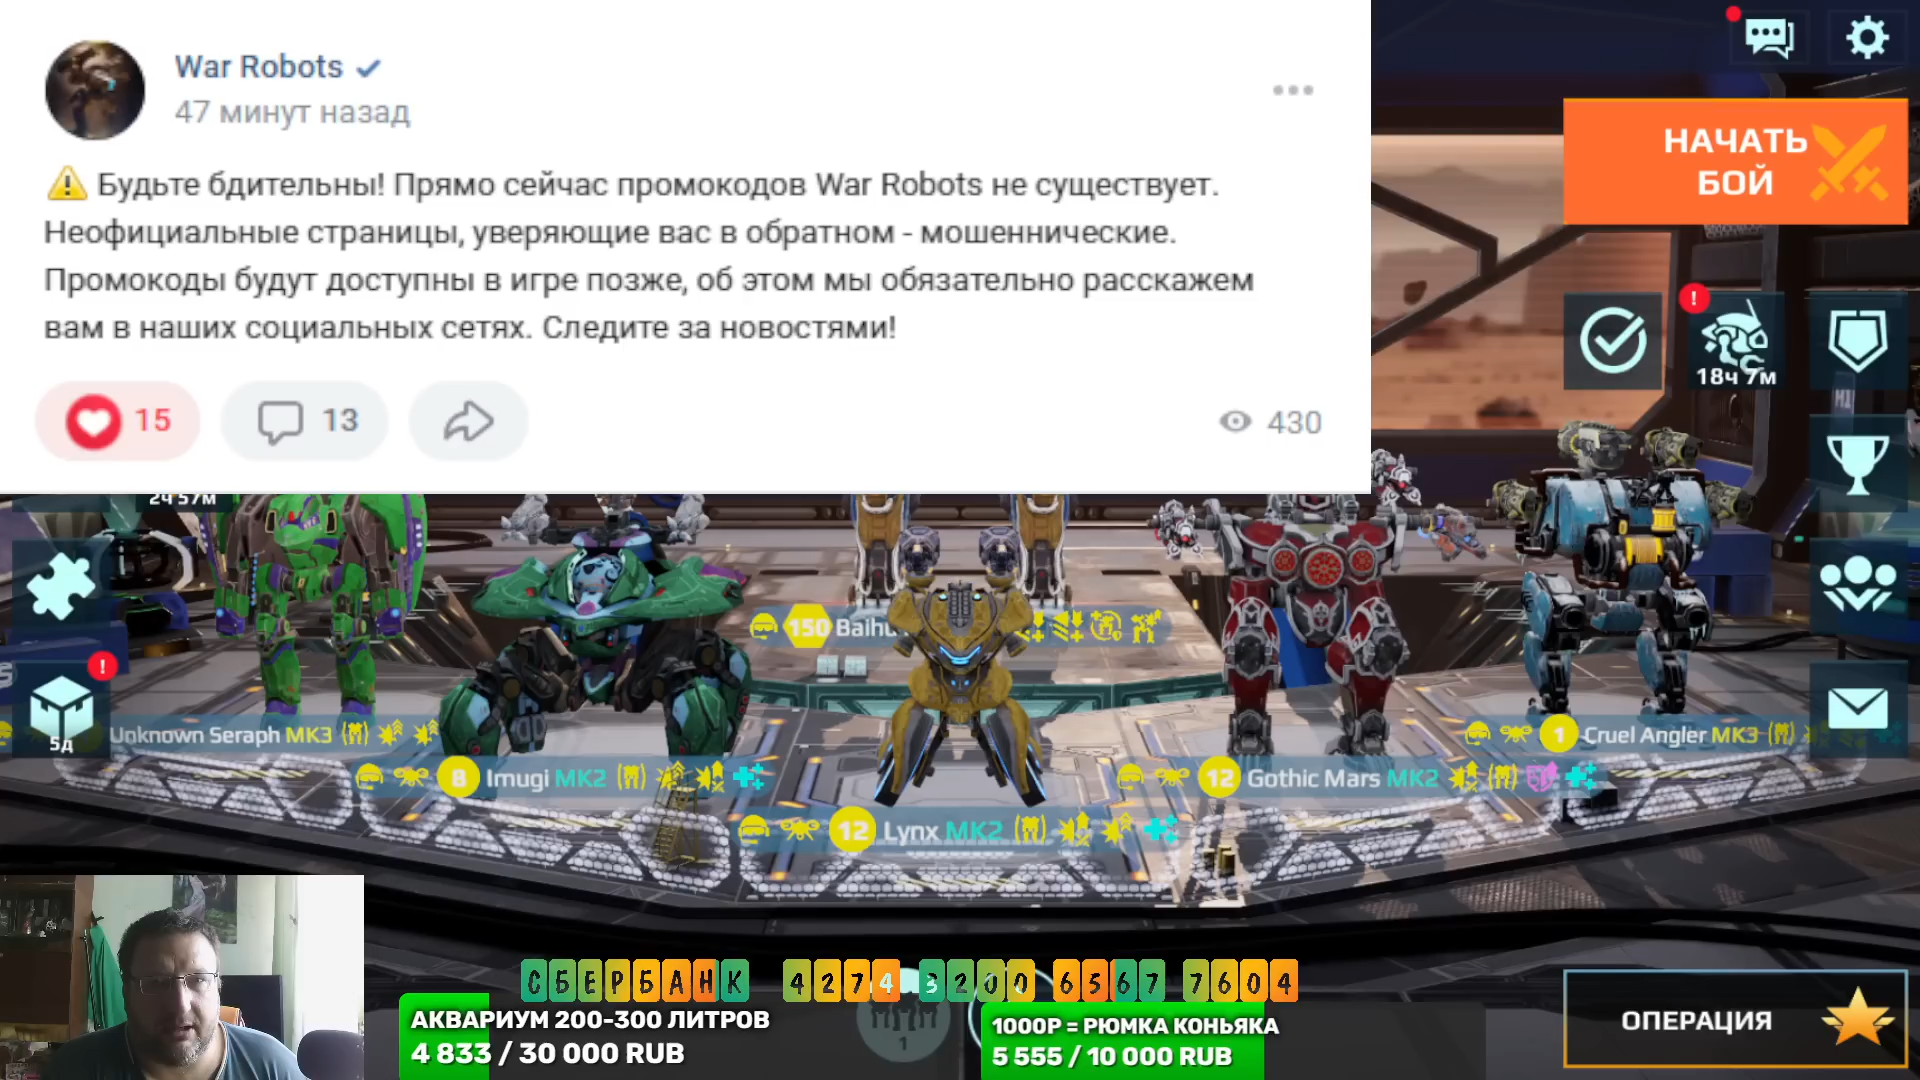 War Robots
47 минут назад
Будьте бдительны! Прямо сейчас промокодов War Robots не существует.
Неофициальные страницы, уверяющие вас в обратном - мошеннические.
Промокоды будут доступны в игре позже, об этом мы обязательно расскажем
вам в наших социальных сетях. Следите за новостями!
15
13
430
НАЧАТЬ
БОЙ
18ч 7м
2ч 57м
150
5д
Unknown Seraph MK3
8 Imugi MK2
12 Lynx MK2
12 Gothic Mars MK2
1 Cruel Angler MK3
СБЕРБАНК 4274 3200 6567 7604
АКВАРИУМ 200-300 ЛИТРОВ
4 833 / 30 000 RUB
1
1000Р = РЮМКА КОНЬЯКА
5 555 / 10 000 RUB
ОПЕРАЦИЯ